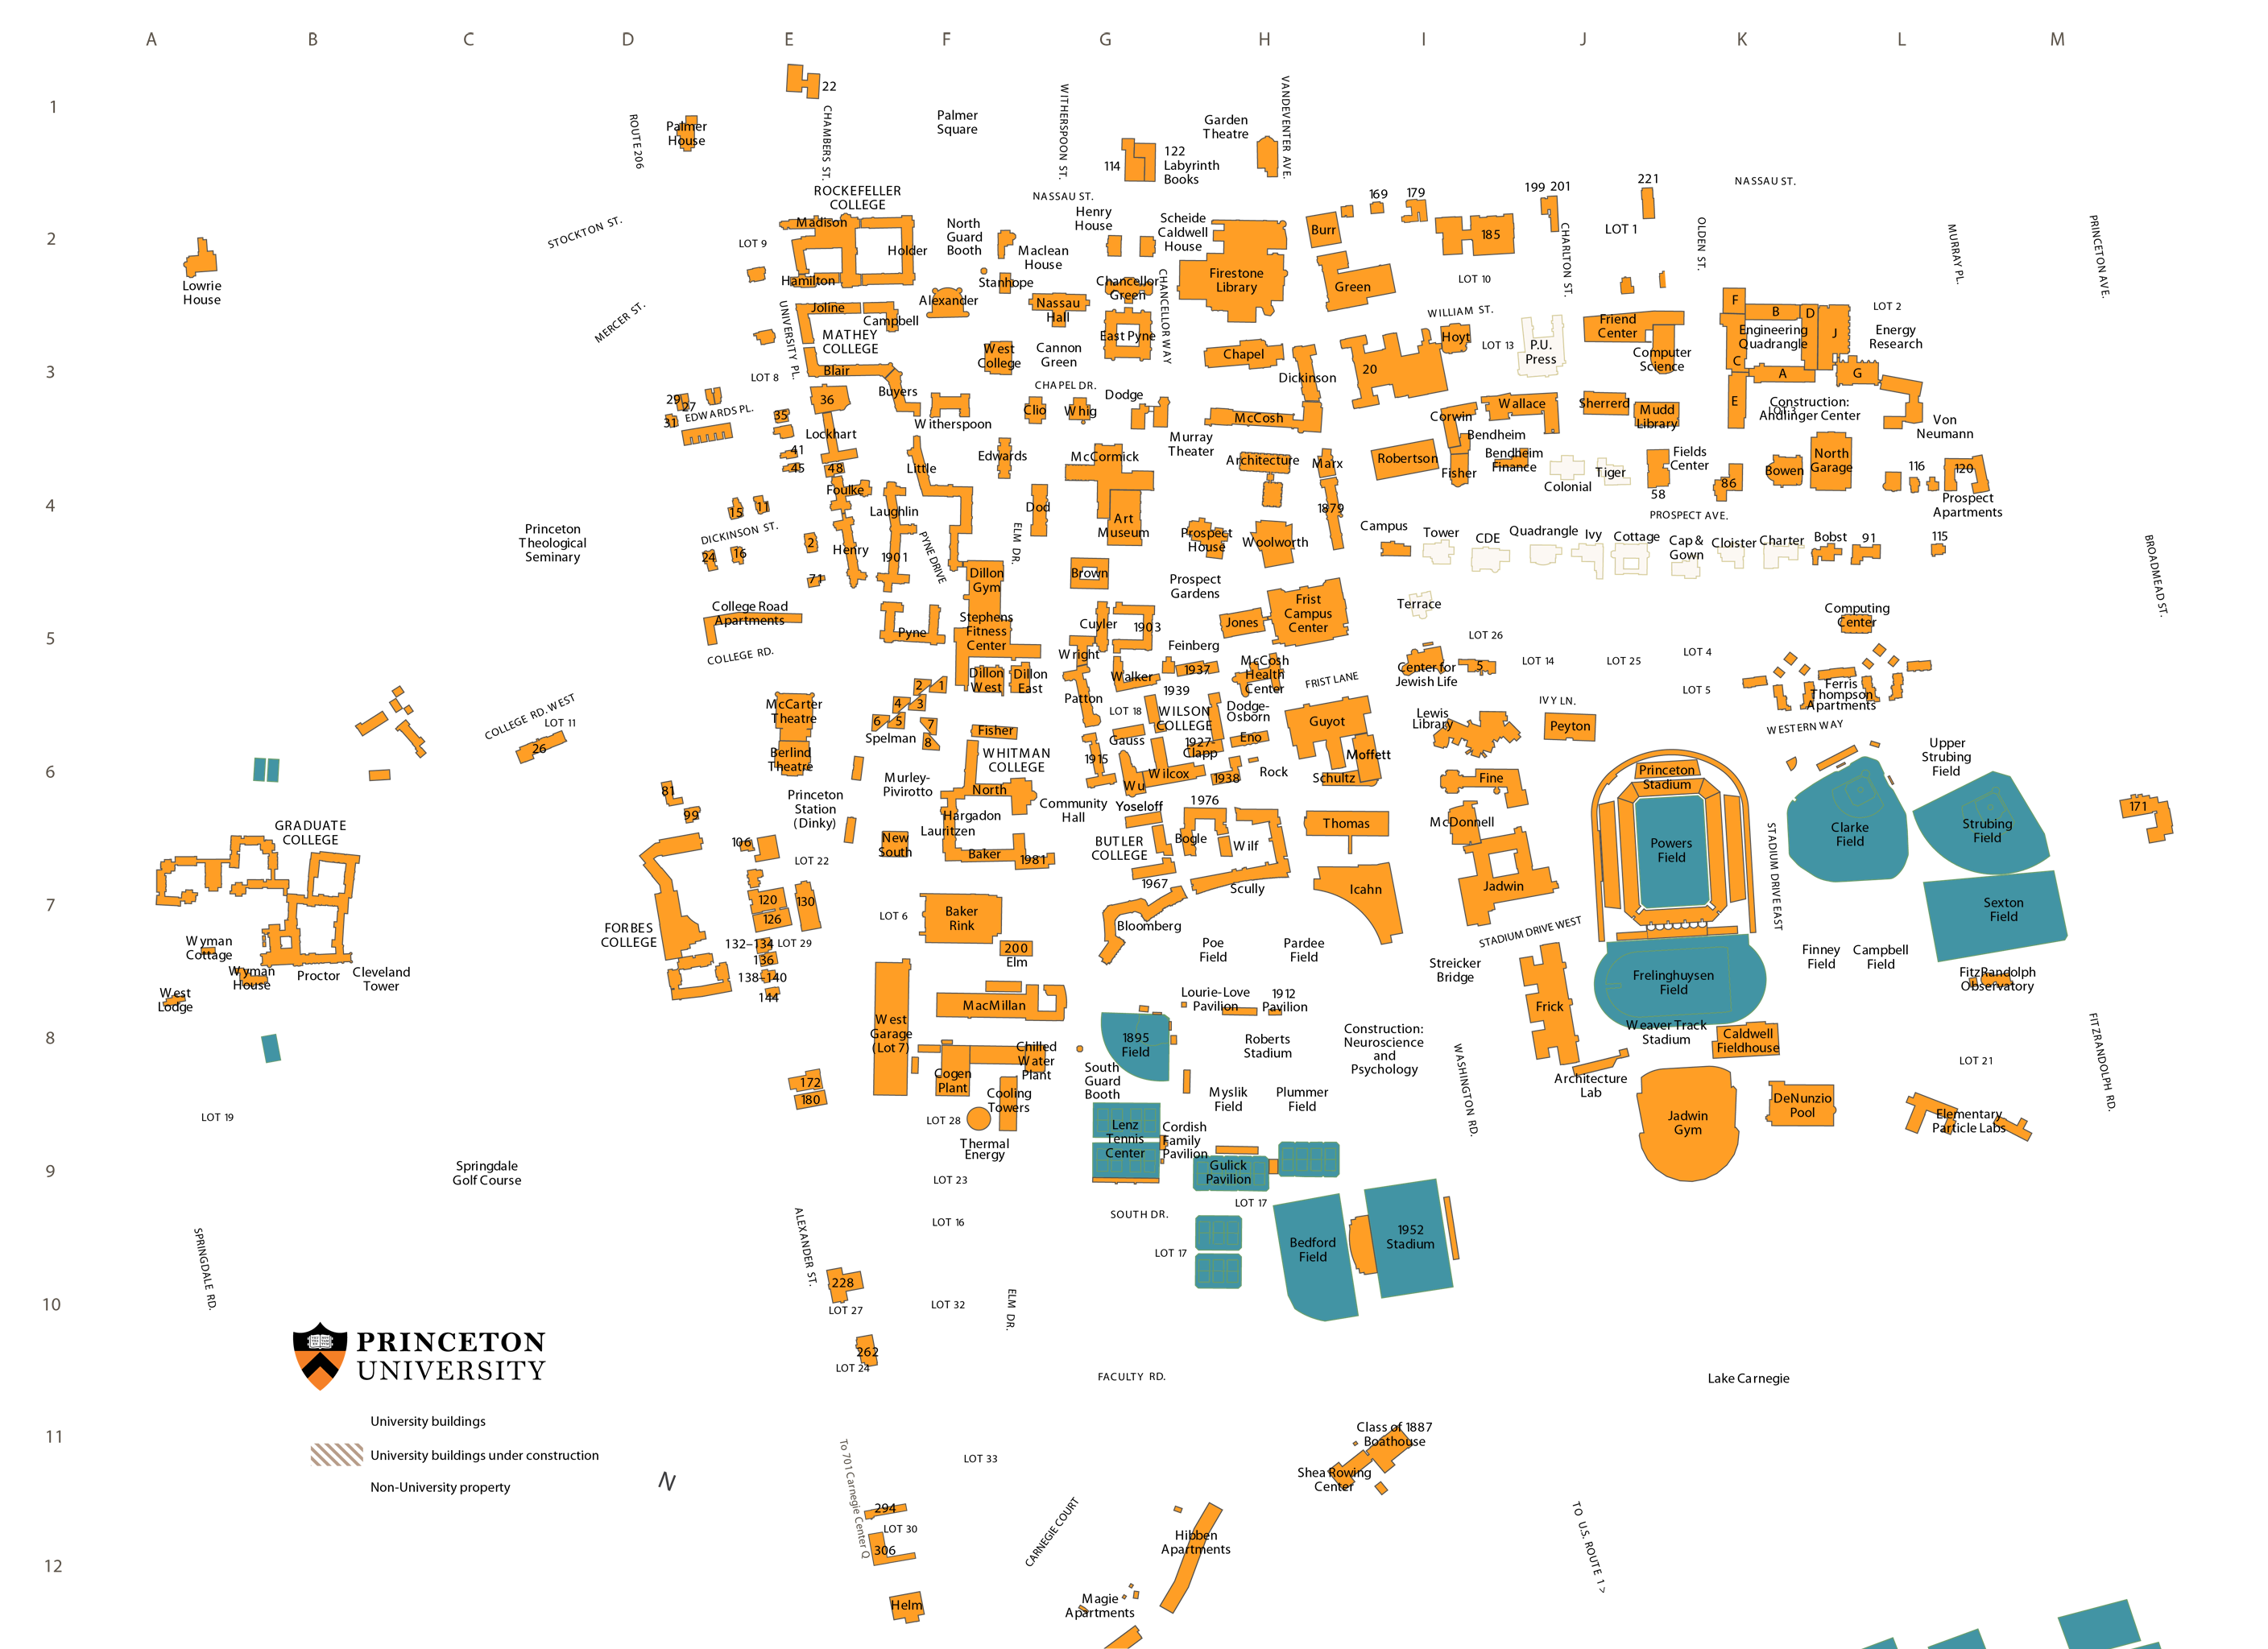 A B C D E F G H I J K L M
1
22
ROUTE 206
Palmer
House
CHAMBERS ST.
Palmer
Square
WITHERSPOON ST.
114
122
Labyrinth
Books
Garden
Theatre
VANDEVENTER AVE.
NASSAU ST.
169
179
199
201
221
NASSAU ST.
2
Lowrie
House
STOCKTON ST.
MERCER ST.
LOT 9
ROCKEFELLER
COLLEGE
Madison
Holder
Hamilton
North
Guard
Booth
Maclean
House
Stanhope
Henry
House
Scheide
Caldwell
House
Chancellor
Green
CHANCELLOR WAY
Firestone
Library
Burr
Green
185
LOT 10
CHARLTON ST.
LOT 1
OLDEN ST.
MURRAY PL.
PRINCETON AVE.
UNIVERSITY PL.
Joline
Campbell
MATHEY
COLLEGE
Alexander
Nassau
Hall
East Pyne
WILLIAM ST.
Hoyt
LOT 13
P.U.
Press
Friend
Center
Computer
Science
F
B
D
J
Engineering
Quadrangle
C
A
G
E
LOT 2
Energy
Research
3
LOT 8
Blair
Buyers
West
College
Cannon
Green
CHAPEL DR.
Chapel
Dickinson
20
29
27
31
EDWARDS PL.
35
36
Lockhart
41
45
48
Witherspoon
Clio
Whig
Dodge
Murray
Theater
McCosh
Corwin
Wallace
Sherrerd
Mudd
Library
Construction:
Andlinger Center
Von
Neumann
Little
Edwards
McCormick
Architecture
Marx
Robertson
Bendheim
Fisher
Bendheim
Finance
Colonial
Tiger
Fields
Center
58
86
Bowen
North
Garage
116
120
Prospect
Apartments
4
Princeton
Theological
Seminary
15
11
DICKINSON ST.
24
16
2
71
Foulke
Laughlin
Henry
1901
PYNE DRIVE
ELM DR.
Dod
Art
Museum
Prospect
House
Woolworth
1879
Campus
Tower
CDE
Quadrangle
Ivy
Cottage
PROSPECT AVE.
Cap &
Gown
Cloister
Charter
Bobst
91
115
BROADMEAD ST.
Dillon
Gym
Brown
Prospect
Gardens
5
College Road
Apartments
COLLEGE RD.
Pyne
Stephens
Fitness
Center
Cuyler
1903
Jones
Frist
Campus
Center
Terrace
LOT 26
Computing
Center
Dillon
West
Dillon
East
Wright
Walker
Feinberg
1937
McCosh
Health
Center
FRIST LANE
Center for
Jewish Life
5
LOT 14
LOT 25
LOT 4
LOT 5
Ferris
Thompson
Apartments
WESTERN WAY
COLLEGE RD. WEST
LOT 11
26
McCarter
Theatre
Berlind
Theatre
2
1
4
3
6
5
7
8
Spelman
Fisher
Patton
1939
LOT 18
WILSON
COLLEGE
Dodge-
Osborn
Gauss
1927-
Clapp
Eno
Guyot
Moffett
Lewis
Library
IVY LN.
Peyton
6
WHITMAN
COLLEGE
1915
Wu
Wilcox
1938
Rock
Schultz
Fine
Princeton
Stadium
Upper
Strubing
Field
81
99
Princeton
Station
(Dinky)
Murley-
Pivirotto
North
Hargadon
Lauritzen
Community
Hall
Yoseloff
1976
Bogle
Wilf
Thomas
McDonnell
GRADUATE
COLLEGE
106
LOT 22
New
South
Baker
1981
BUTLER
COLLEGE
1967
Scully
Icahn
Jadwin
Powers
Field
STADIUM DRIVE EAST
Clarke
Field
Strubing
Field
171
7
FORBES
COLLEGE
120
126
130
132–134
LOT 29
136
138–140
144
LOT 6
Baker
Rink
200
Elm
Bloomberg
Poe
Field
Pardee
Field
STADIUM DRIVE WEST
Streicker
Bridge
Sexton
Field
Finney
Field
Campbell
Field
Wyman
Cottage
Wyman
House
West
Lodge
Proctor
Cleveland
Tower
FitzRandolph
Observatory
MacMillan
Lourie-Love
Pavilion
1912
Pavilion
Frick
Frelinghuysen
Field
8
West
Garage
(Lot 7)
Chilled
Water
Plant
1895
Field
Roberts
Stadium
Construction:
Neuroscience
and
Psychology
WASHINGTON RD.
Weaver Track
Stadium
Caldwell
Fieldhouse
LOT 21
FITZRANDOLPH RD.
172
180
Cogen
Plant
Cooling
Towers
South
Guard
Booth
Myslik
Field
Plummer
Field
Architecture
Lab
LOT 19
LOT 28
Thermal
Energy
Lenz
Tennis
Center
Cordish
Family
Pavilion
Jadwin
Gym
DeNunzio
Pool
Elementary
Particle Labs
9
Springdale
Golf Course
LOT 23
LOT 16
Gulick
Pavilion
LOT 17
SOUTH DR.
LOT 17
Bedford
Field
1952
Stadium
SPRINGDALE RD.
ALEXANDER ST.
228
10
LOT 27
LOT 32
ELM DR.
262
LOT 24
FACULTY RD.
Lake Carnegie
PRINCETON
UNIVERSITY
University buildings
University buildings under construction
Non-University property
N
11
To 701 Carnegie Center Q
LOT 33
Class of 1887
Boathouse
Shea Rowing
Center
294
LOT 30
306
CARNEGIE COURT
Hibben
Apartments
TO U.S. ROUTE 1 >
12
Helm
Magie
Apartments